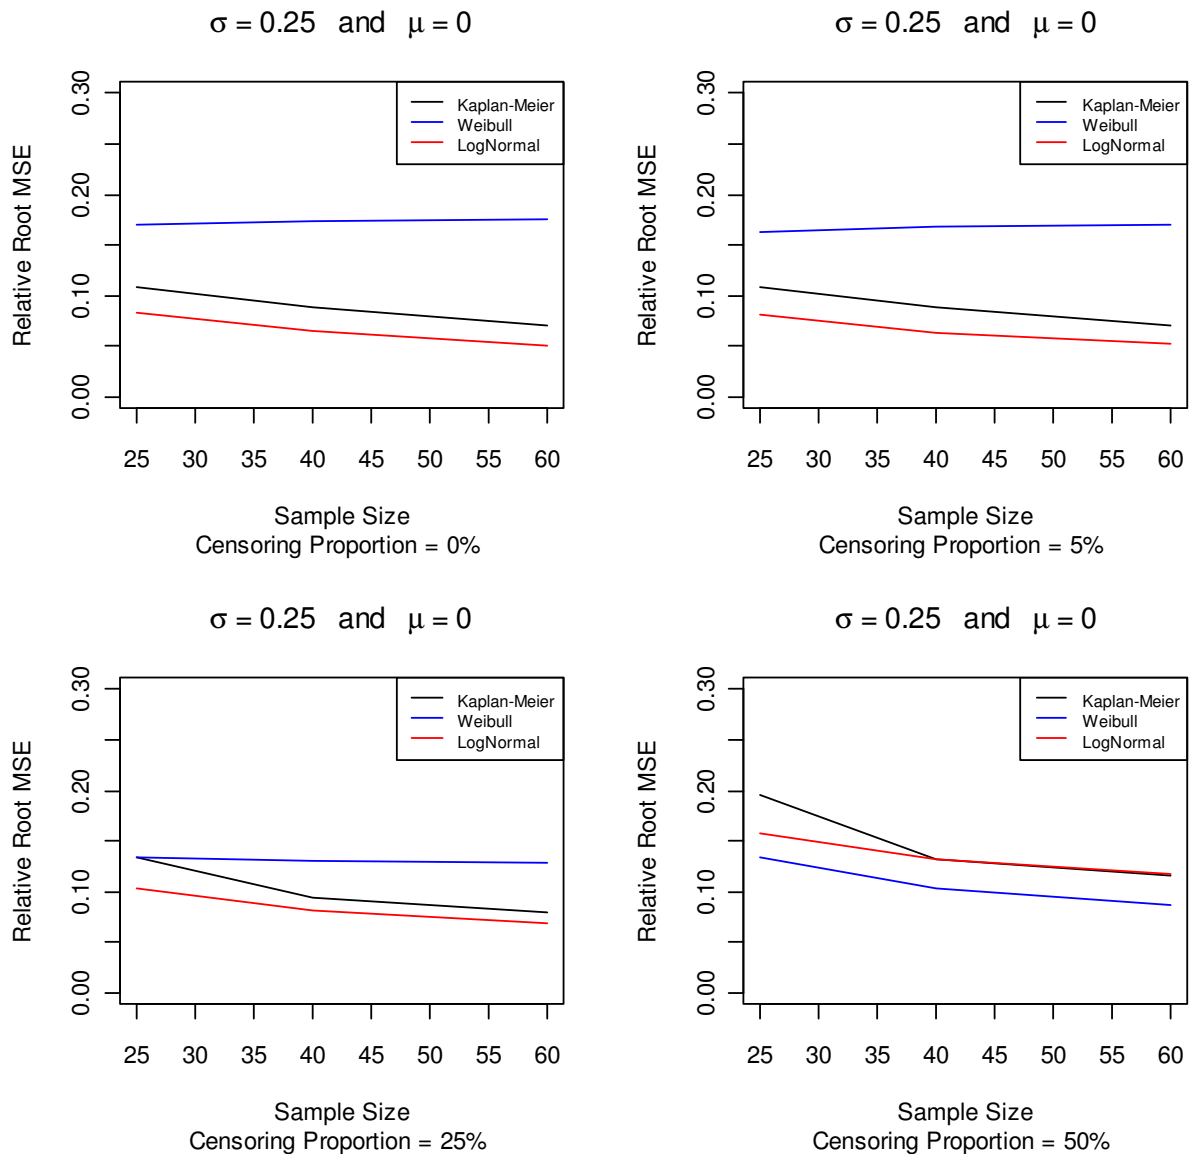 σ = 0.25 and μ = 0
Relative Root MSE
0.30
0.20
0.10
0.00
Kaplan-Meier
Weibull
LogNormal
25 30 35 40 45 50 55 60
Sample Size
Censoring Proportion = 0%
σ = 0.25 and μ = 0
Relative Root MSE
0.30
0.20
0.10
0.00
Kaplan-Meier
Weibull
LogNormal
25 30 35 40 45 50 55 60
Sample Size
Censoring Proportion = 5%
σ = 0.25 and μ = 0
Relative Root MSE
0.30
0.20
0.10
0.00
Kaplan-Meier
Weibull
LogNormal
25 30 35 40 45 50 55 60
Sample Size
Censoring Proportion = 25%
σ = 0.25 and μ = 0
Relative Root MSE
0.30
0.20
0.10
0.00
Kaplan-Meier
Weibull
LogNormal
25 30 35 40 45 50 55 60
Sample Size
Censoring Proportion = 50%